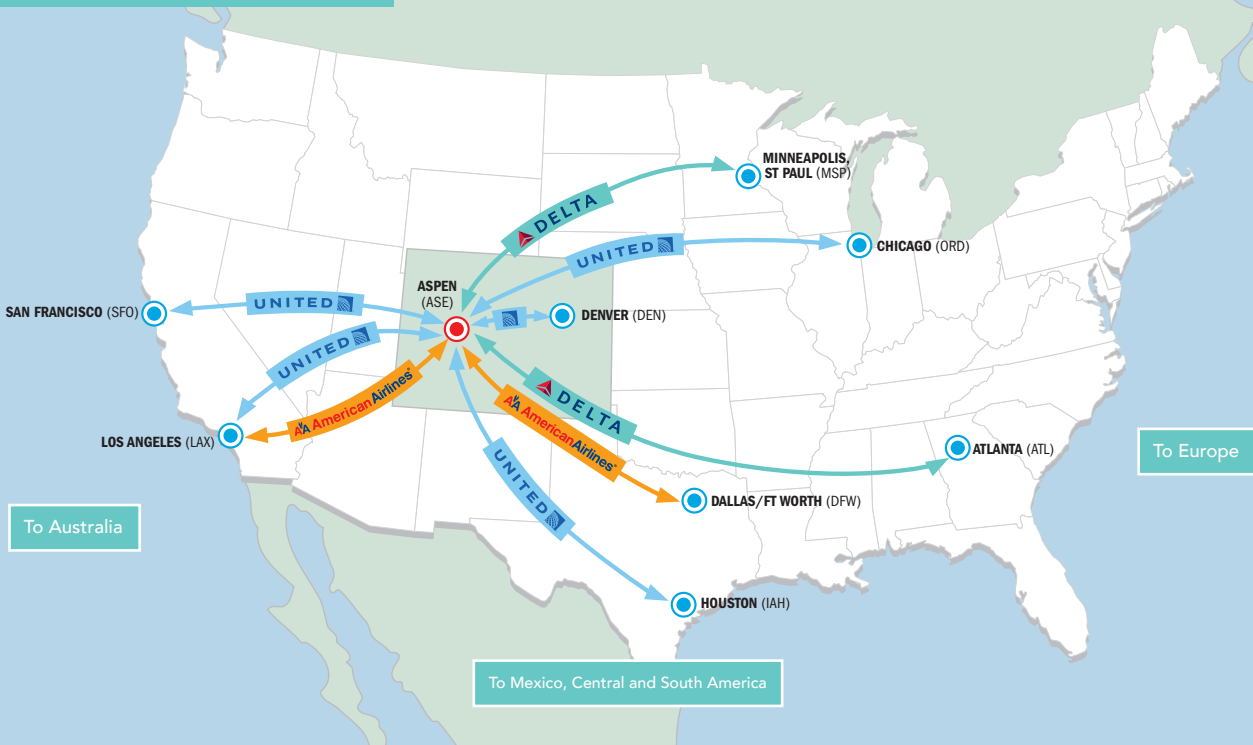 MINNEAPOLIS,
ST PAUL (MSP)
DELTA
UNITED
CHICAGO (ORD)
ASPEN
(ASE)
SAN FRANCISCO (SFO)
UNITED
DENVER (DEN)
UNITED
AA AmericanAirlines®
LOS ANGELES (LAX)
DELTA
AA AmericanAirlines®
ATLANTA (ATL)
To Europe
UNITED
DALLAS/FT WORTH (DFW)
To Australia
HOUSTON (IAH)
To Mexico, Central and South America